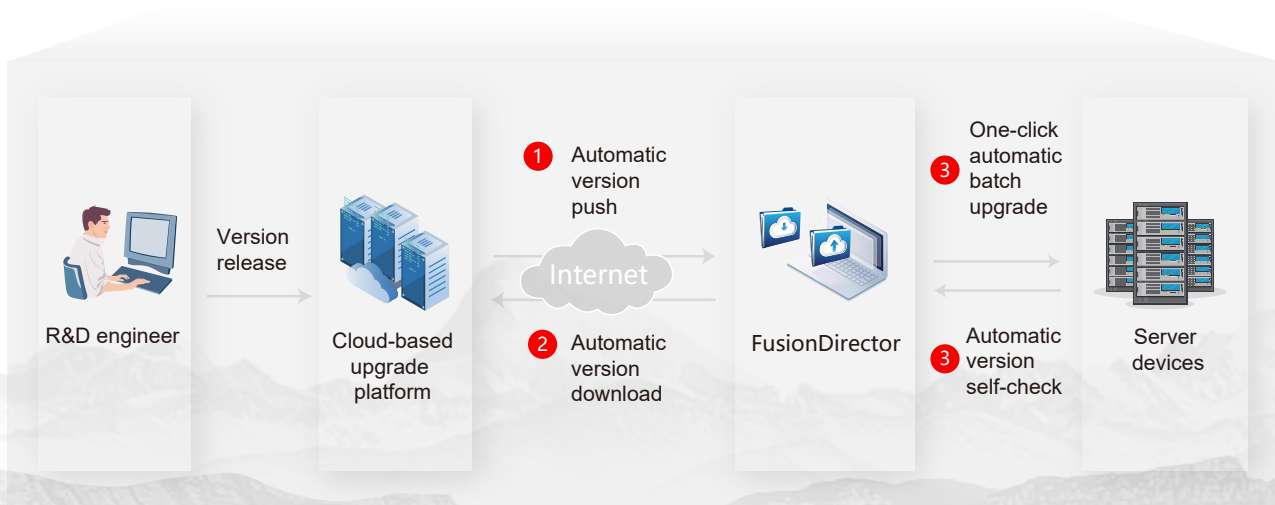 R&D engineer
Version
release
Cloud-based
upgrade
platform
1
Automatic
version
push
Internet
2
Automatic
version
download
FusionDirector
3
One-click
automatic
batch
upgrade
3
Automatic
version
self-check
Server
devices